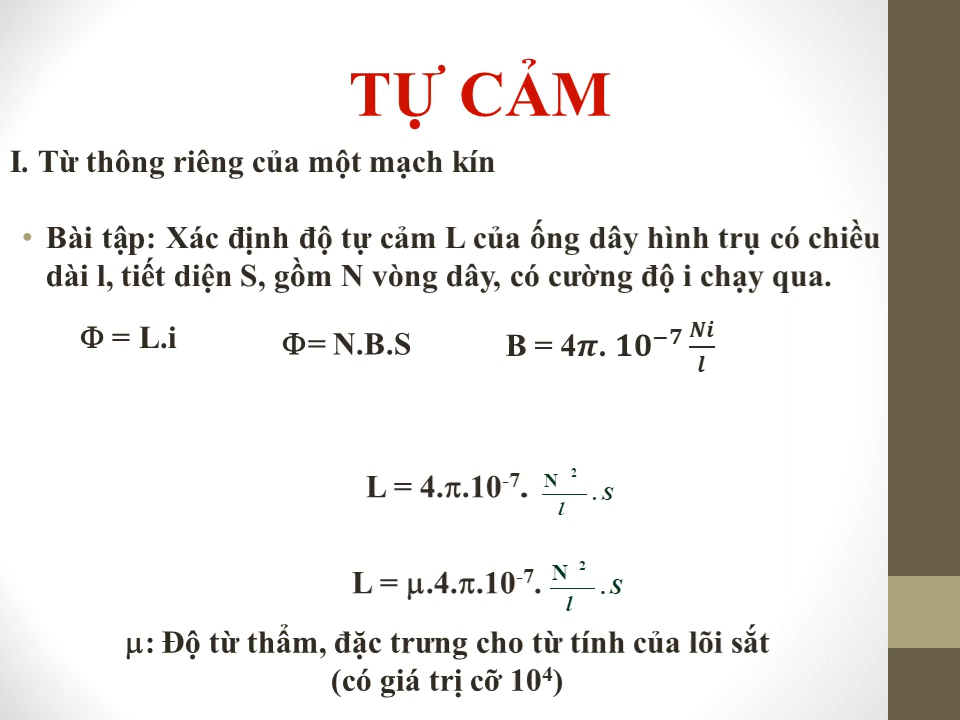 TỰ CẢM
I. Từ thông riêng của một mạch kín
• Bài tập: Xác định độ tự cảm L của ống dây hình trụ có chiều
dài l, tiết diện S, gồm N vòng dây, có cường độ i chạy qua.
Φ = L.i Φ= N.B.S B = 4𝝅. 𝟏𝟎⁻⁷ Ni/l
L = 4.π.10⁻⁷. N²/l .S
L = μ.4.π.10⁻⁷. N²/l .S
μ: Độ từ thẩm, đặc trưng cho từ tính của lõi sắt
(có giá trị cỡ 10⁴)